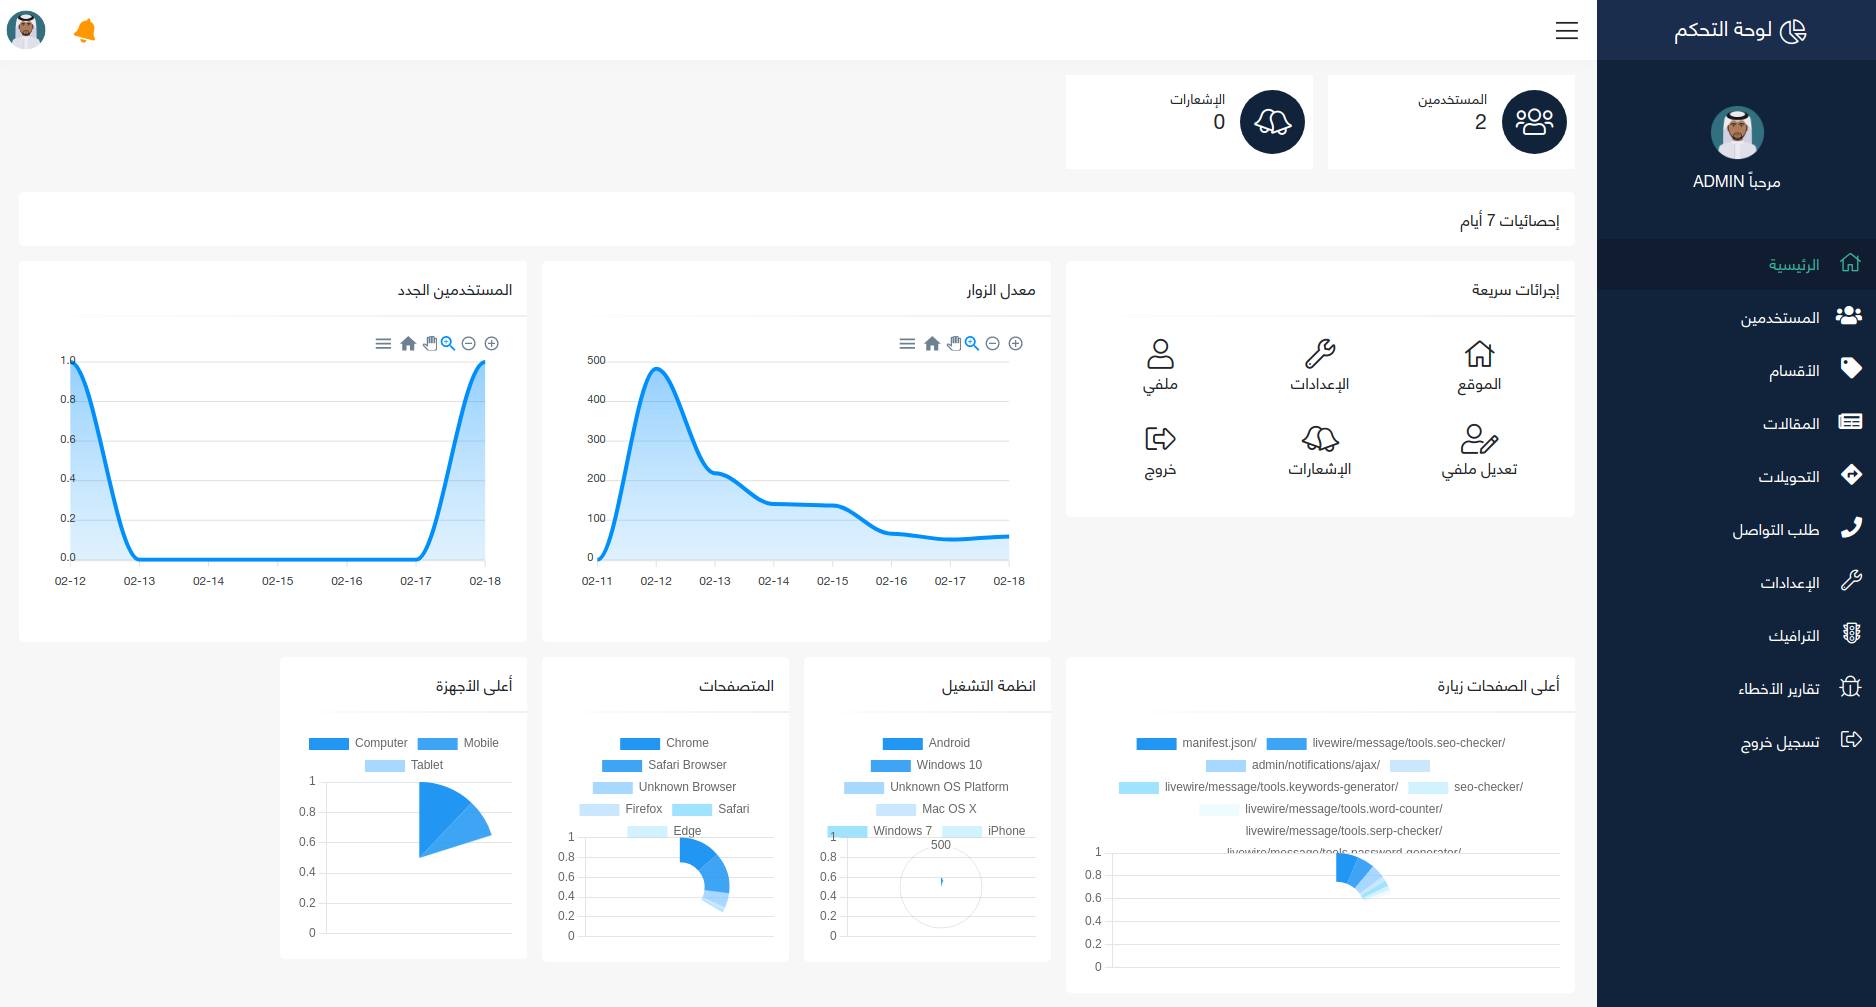 لوحة التحكم
مرحباً ADMIN
الرئيسية
المستخدمين
الأقسام
المقالات
التحويلات
طلب التواصل
الإعدادات
الترافيك
تقارير الأخطاء
تسجيل خروج
المستخدمين
2
الإشعارات
0
إحصائيات 7 أيام
إجرائات سريعة
الموقع
الإعدادات
ملفي
تعديل ملفي
الإشعارات
خروج
معدل الزوار
500
400
300
200
100
0
02-11 02-12 02-13 02-14 02-15 02-16 02-17 02-18
المستخدمين الجدد
1.0
0.8
0.6
0.4
0.2
0.0
02-12 02-13 02-14 02-15 02-16 02-17 02-18
أعلى الصفحات زيارة
manifest.json/ livewire/message/tools.seo-checker/
admin/notifications/ajax/
livewire/message/tools.keywords-generator/ seo-checker/
livewire/message/tools.word-counter/
livewire/message/tools.serp-checker/
livewire/message/tools.password-generator/
1
0.8
0.6
0.4
0.2
0
انظمة التشغيل
Android
Windows 10
Unknown OS Platform
Mac OS X
Windows 7 iPhone
500
1
0.8
0.6
0.4
0.2
0
المتصفحات
Chrome
Safari Browser
Unknown Browser
Firefox Safari
Edge
1
0.8
0.6
0.4
0.2
0
أعلى الأجهزة
Computer Mobile
Tablet
1
0.8
0.6
0.4
0.2
0